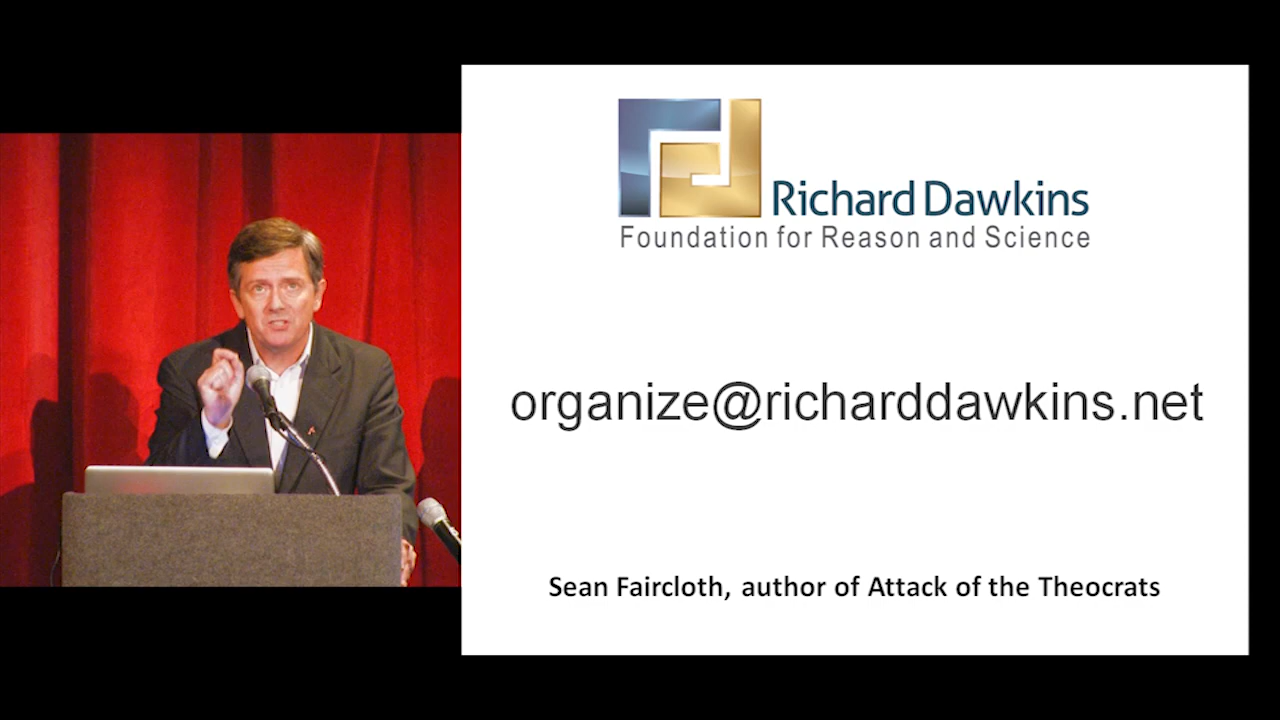 Richard Dawkins
Foundation for Reason and Science
organize@richarddawkins.net
Sean Faircloth, author of Attack of the Theocrats